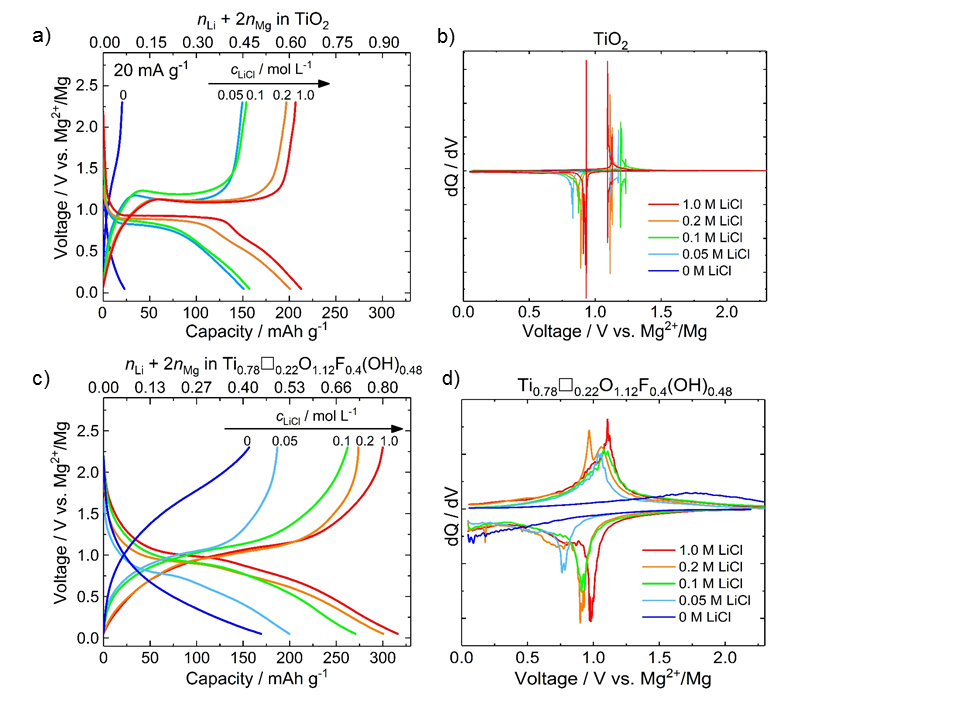 a)
nLi + 2nMg in TiO2
0.00 0.15 0.30 0.45 0.60 0.75 0.90
20 mA g-1
cLiCl / mol L-1
0 0.05 0.1 0.2 1.0
Voltage / V vs. Mg2+/Mg
2.5
2.0
1.5
1.0
0.5
0.0
0 50 100 150 200 250 300
Capacity / mAh g-1
b)
TiO2
dQ / dV
1.0 M LiCl
0.2 M LiCl
0.1 M LiCl
0.05 M LiCl
0 M LiCl
0.0 0.5 1.0 1.5 2.0
Voltage / V vs. Mg2+/Mg
c)
nLi + 2nMg in Ti0.78□0.22O1.12F0.4(OH)0.48
0.00 0.13 0.27 0.40 0.53 0.66 0.80
cLiCl / mol L-1
0 0.05 0.1 0.2 1.0
Voltage / V vs. Mg2+/Mg
2.5
2.0
1.5
1.0
0.5
0.0
0 50 100 150 200 250 300
Capacity / mAh g-1
d)
Ti0.78□0.22O1.12F0.4(OH)0.48
dQ / dV
1.0 M LiCl
0.2 M LiCl
0.1 M LiCl
0.05 M LiCl
0 M LiCl
0.0 0.5 1.0 1.5 2.0
Voltage / V vs. Mg2+/Mg